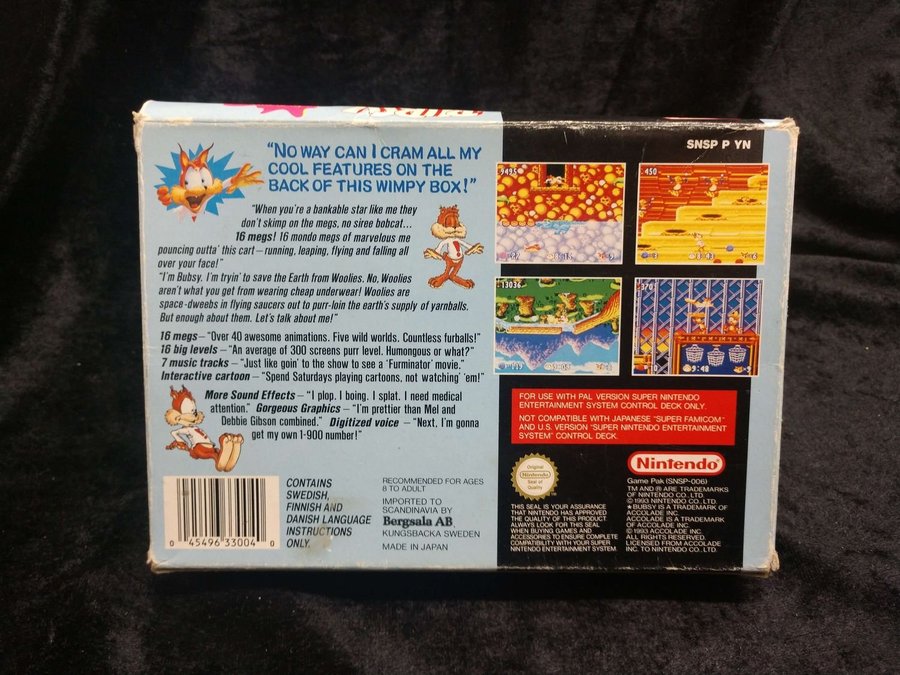 "NO WAY CAN I CRAM ALL MY
COOL FEATURES ON THE
BACK OF THIS WIMPY BOX!"
"When you're a bankable star like me they
don't skimp on the megs, no siree bobcat...
16 megs! 16 mondo megs of marvelous me
pouncing outta' this cart – running, leaping, flying and falling all
over your face!"
"I'm Bubsy. I'm tryin' to save the Earth from Woolies. No, Woolies
aren't what you get from wearing cheap underwear! Woolies are
space-dweebs in flying saucers out to purr-loin the earth's supply of yarnballs.
But enough about them. Let's talk about me!"
16 megs – "Over 40 awesome animations. Five wild worlds. Countless furballs!"
16 big levels – "An average of 300 screens purr level. Humongous or what?"
7 music tracks – "Just like goin' to the show to see a 'Furminator' movie."
Interactive cartoon – "Spend Saturdays playing cartoons, not watching' em!"
More Sound Effects – "I plop. I boing. I splat. I need medical
attention." Gorgeous Graphics – "I'm prettier than Mel and
Debbie Gibson combined." Digitized voice – "Next, I'm gonna
get my own 1-900 number!"
0 45496 33004 0
CONTAINS
SWEDISH,
FINNISH AND
DANISH LANGUAGE
INSTRUCTIONS
ONLY.
RECOMMENDED FOR AGES
8 TO ADULT
IMPORTED TO
SCANDINAVIA BY
Bergsala AB
KUNGSBACKA SWEDEN
MADE IN JAPAN
SNSP P YN
9495
450
8:43
6
13036
370
10
9:48
FOR USE WITH PAL VERSION SUPER NINTENDO
ENTERTAINMENT SYSTEM CONTROL DECK ONLY.
NOT COMPATIBLE WITH JAPANESE "SUPER FAMICOM"
AND U.S. VERSION "SUPER NINTENDO ENTERTAINMENT
SYSTEM" CONTROL DECK.
Original
Nintendo
Seal of
Quality
THIS SEAL IS YOUR ASSURANCE
THAT NINTENDO HAS APPROVED
THE QUALITY OF THIS PRODUCT
ALWAYS LOOK FOR THIS SEAL
WHEN BUYING GAMES AND
ACCESSORIES TO ENSURE COMPLETE
COMPATIBILITY WITH YOUR SUPER
NINTENDO ENTERTAINMENT SYSTEM.
Nintendo
Game Pak (SNSP-006)
TM AND ® ARE TRADEMARKS
OF NINTENDO CO., LTD.
©1993 NINTENDO CO., LTD.
★BUBSY IS A TRADEMARK OF
ACCOLADE INC.
ACCOLADE IS A TRADEMARK
OF ACCOLADE INC.
©1993 ACCOLADE INC.
ALL RIGHTS RESERVED.
LICENSED FROM ACCOLADE
INC. TO NINTENDO CO., LTD.